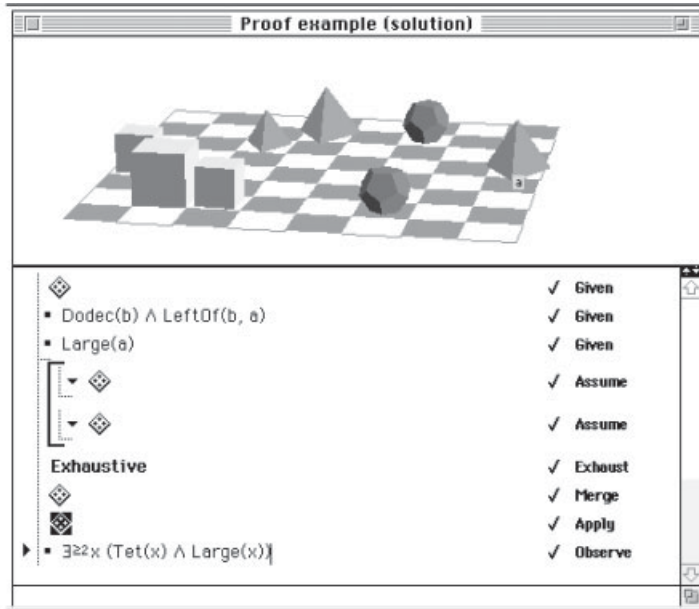 Proof example (solution)
a
✓ Given
▪ Dodec(b) ∧ LeftOf(b, a) ✓ Given
▪ Large(a) ✓ Given
✓ Assume
✓ Assume
Exhaustive ✓ Exhaust
✓ Merge
✓ Apply
▪ ∃≥2x (Tet(x) ∧ Large(x)) ✓ Observe